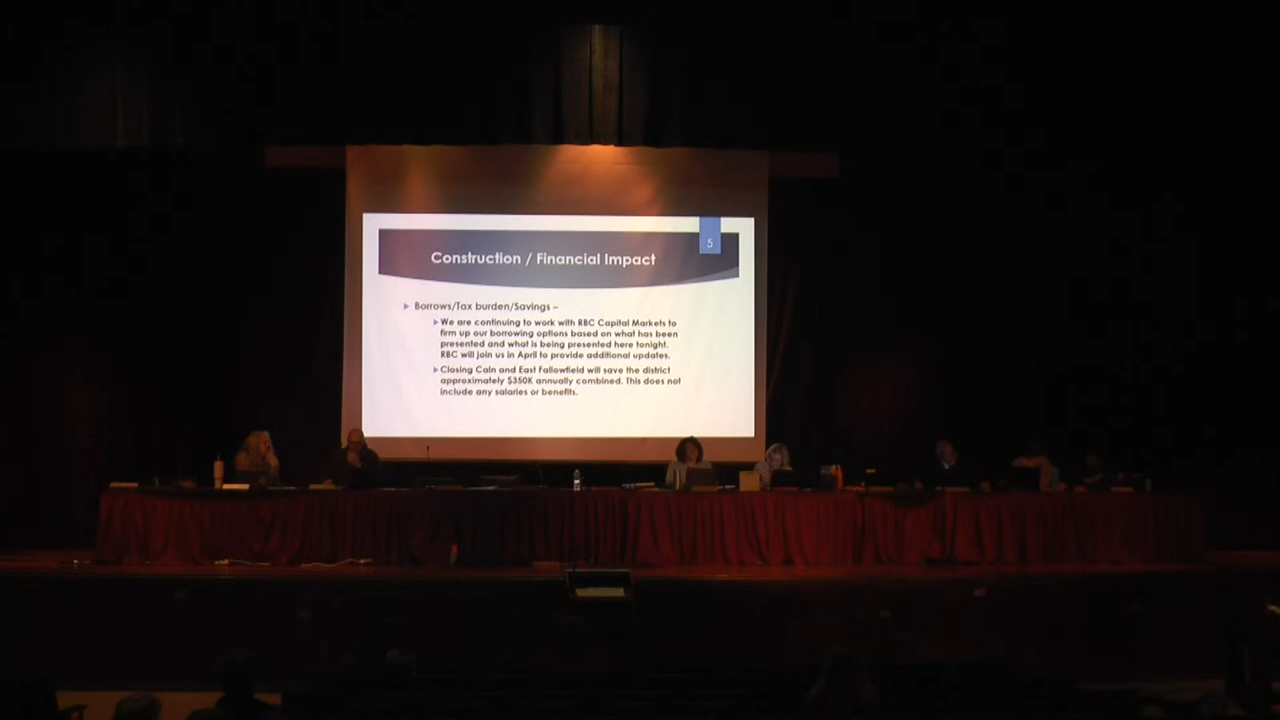 5
Construction / Financial Impact
Borrows/Tax burden/Savings –
We are continuing to work with RBC Capital Markets to
firm up our borrowing options based on what has been
presented and what is being presented here tonight.
RBC will join us in April to provide additional updates.
Closing Caln and East Fallowfield will save the district
approximately $350K annually combined. This does not
include any salaries or benefits.